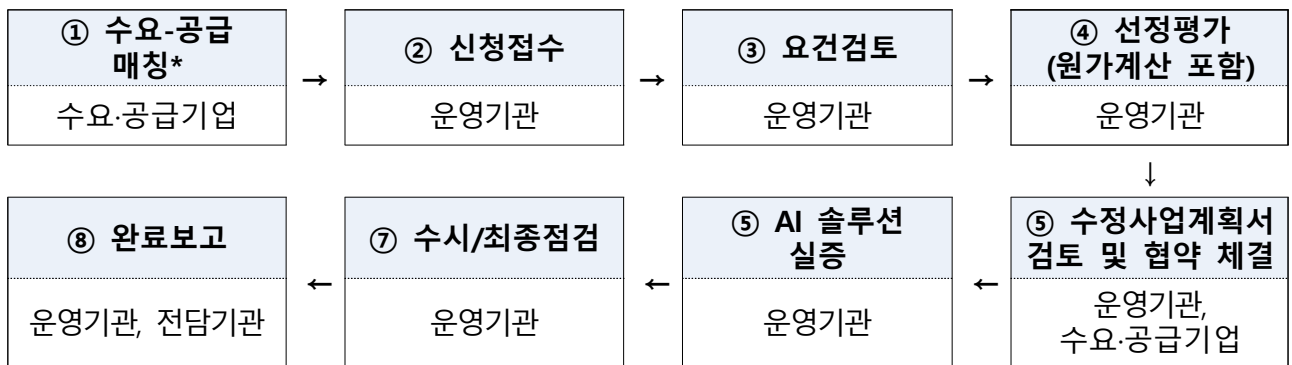 ① 수요-공급
매칭*
수요·공급기업
→
② 신청접수
운영기관
→
③ 요건검토
운영기관
→
④ 선정평가
(원가계산 포함)
운영기관
↓
⑤ 수정사업계획서
검토 및 협약 체결
운영기관,
수요·공급기업
←
⑤ AI 솔루션
실증
운영기관
←
⑦ 수시/최종점검
운영기관
←
⑧ 완료보고
운영기관, 전담기관